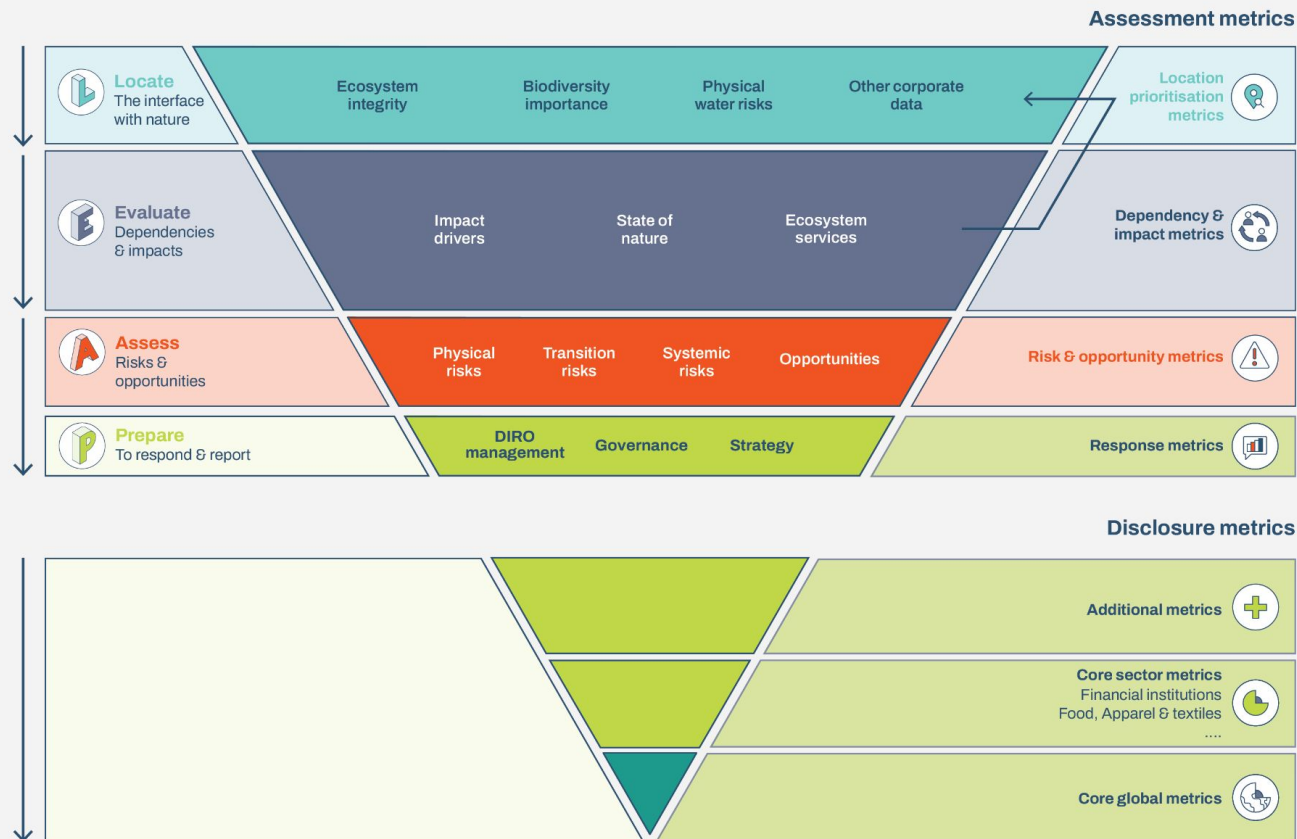 Assessment metrics
L
Locate
The interface
with nature
Ecosystem
integrity
Biodiversity
importance
Physical
water risks
Other corporate
data
Location
prioritisation
metrics
E
Evaluate
Dependencies
& impacts
Impact
drivers
State of
nature
Ecosystem
services
Dependency &
impact metrics
A
Assess
Risks &
opportunities
Physical
risks
Transition
risks
Systemic
risks
Opportunities
Risk & opportunity metrics
P
Prepare
To respond & report
DIRO
management
Governance
Strategy
Response metrics
Disclosure metrics
Additional metrics
Core sector metrics
Financial institutions
Food, Apparel & textiles
....
Core global metrics